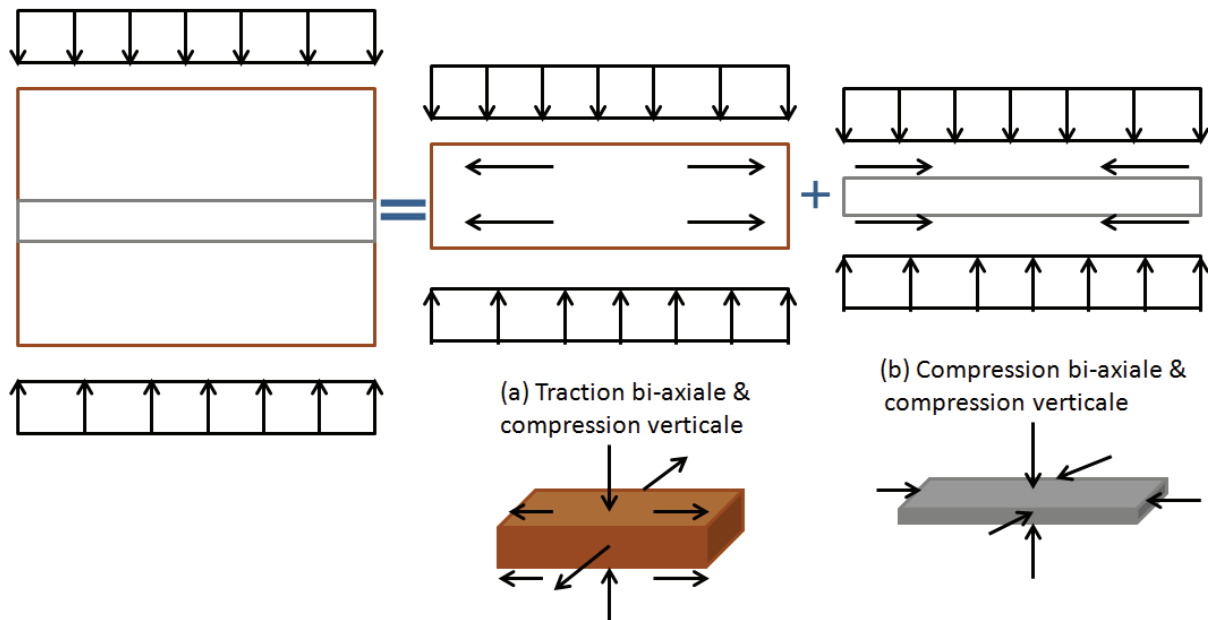 (a) Traction bi-axiale &
compression verticale
(b) Compression bi-axiale &
compression verticale